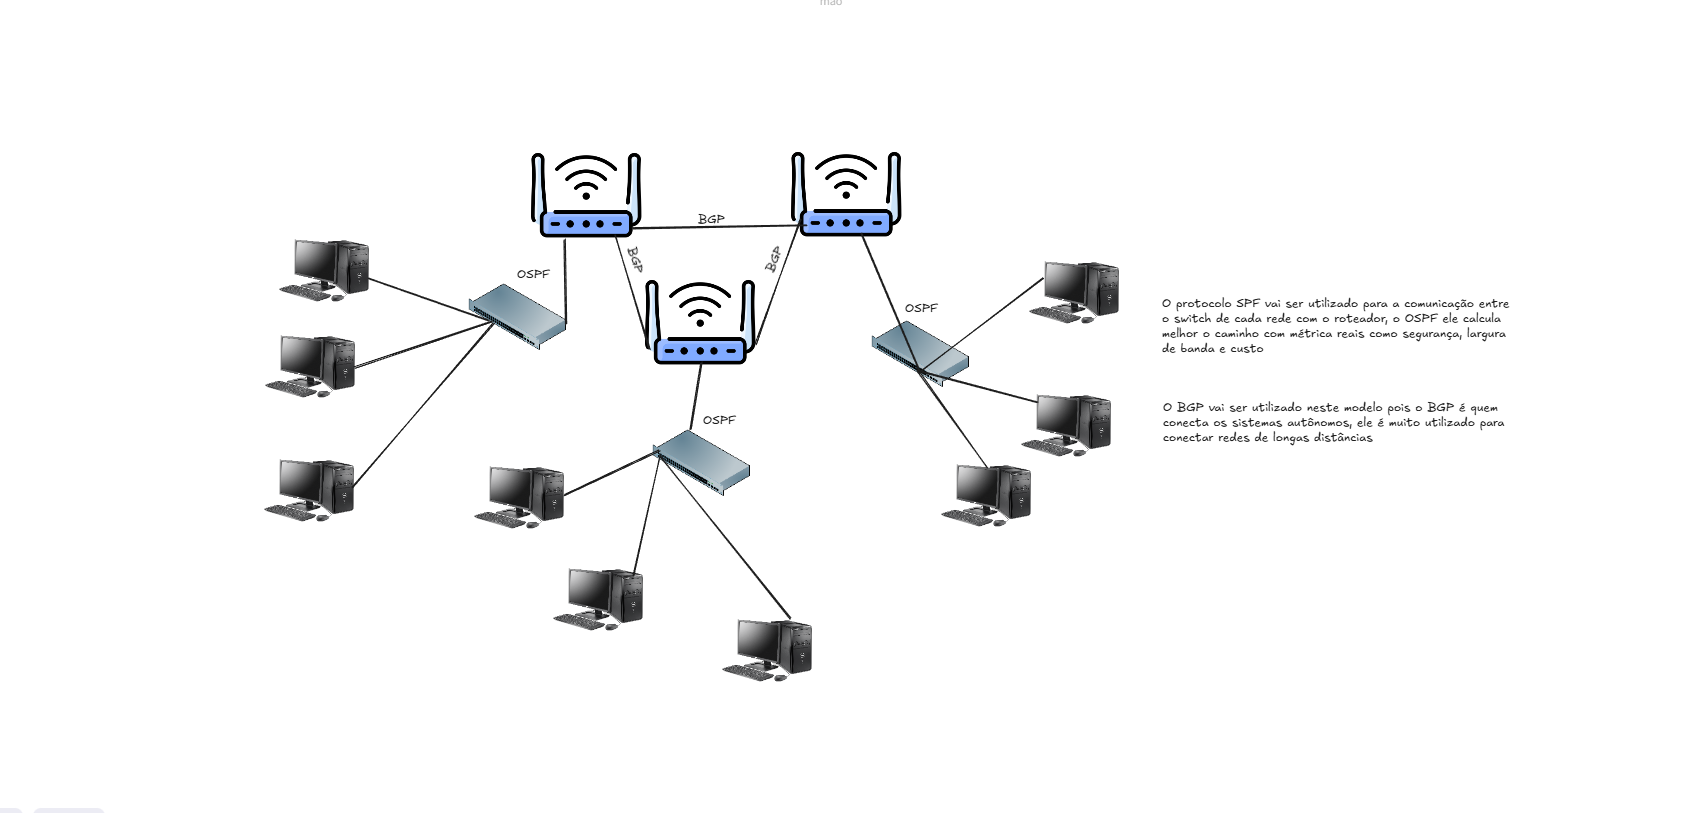 mão
BGP
BGP
BGP
OSPF
OSPF
OSPF
O protocolo SPF vai ser utilizado para a comunicação entre
o switch de cada rede com o roteador, o OSPF ele calcula
melhor o caminho com métrica reais como segurança, largura
de banda e custo
O BGP vai ser utilizado neste modelo pois o BGP é quem
conecta os sistemas autônomos, ele é muito utilizado para
conectar redes de longas distâncias